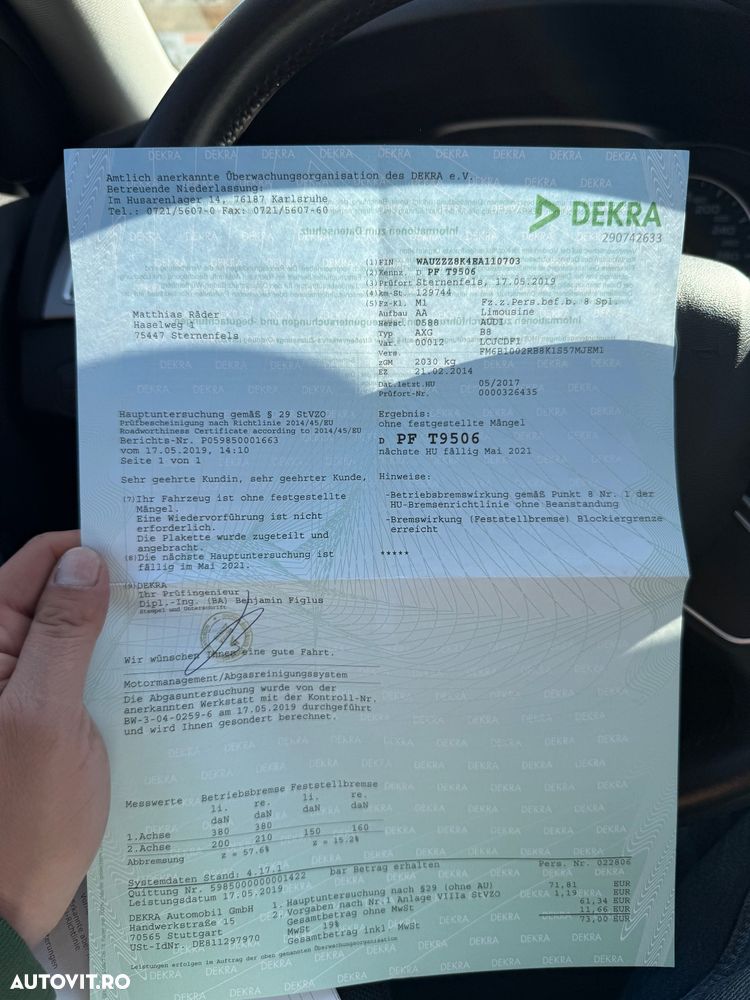 Amtlich anerkannte Überwachungsorganisation des DEKRA e.V.
Betreuende Niederlassung:
Im Husarenlager 14, 76187 Karlsruhe
Tel.: 0721/5607-0 Fax: 0721/5607-60
DEKRA
290742633
(1) FIN WAUZZZ8K4EA110703
(2) Kennz. D PF T9506
(3) Prüfort Sternenfels, 17.05.2019
(4) km-St. 129744
(5) Fz-Kl. M1 Fz.z.Pers.bef.b. 8 Spl.
Aufbau AA Limousine
Herst. 0588 AUDI
Typ AXG B8
Var. 00012 LCJCDF1
Vers. FM6B1002RB8K1S57MJEM1
zGM 2030 kg
EZ 21.02.2014
Dat.letzt.HU 05/2017
Prüfort-Nr. 0000326435
Matthias Räder
Haselweg 1
75447 Sternenfels
Hauptuntersuchung gemäß § 29 StVZO
Prüfbescheinigung nach Richtlinie 2014/45/EU
Roadworthiness Certificate according to 2014/45/EU
Berichts-Nr. P059850001663
vom 17.05.2019, 14:10
Seite 1 von 1
Ergebnis:
ohne festgestellte Mängel
D PF T9506
nächste HU fällig Mai 2021
Sehr geehrte Kundin, sehr geehrter Kunde,
(7) Ihr Fahrzeug ist ohne festgestellte
Mängel.
Eine Wiedervorführung ist nicht
erforderlich.
Die Plakette wurde zugeteilt und
angebracht.
(8) Die nächste Hauptuntersuchung ist
fällig im Mai 2021.
Hinweise:
-Betriebsbremswirkung gemäß Punkt 8 Nr. 1 der
HU-Bremsenrichtlinie ohne Beanstandung
-Bremswirkung (Feststellbremse) Blockiergrenze
erreicht
*****
(9) DEKRA
Ihr Prüfingenieur
Dipl.-Ing. (BA) Benjamin Figlus
Stempel und Unterschrift
Wir wünschen Ihnen eine gute Fahrt.
Motormanagement/Abgasreinigungssystem
Die Abgasuntersuchung wurde von der
anerkannten Werkstatt mit der Kontroll-Nr.
BW-3-04-0259-6 am 17.05.2019 durchgeführt
und wird Ihnen gesondert berechnet.
Messwerte Betriebsbremse Feststellbremse
li. re. li. re.
daN daN daN daN
1.Achse 380 380
2.Achse 200 210 150 160
Abbremsung z = 57.6% z = 15.2%
Systemdaten Stand: 4.17.1
Pers. Nr. 022806
Quittung Nr. 5985000000001422 bar Betrag erhalten
Leistungsdatum 17.05.2019
DEKRA Automobil GmbH
Handwerkstraße 15
70565 Stuttgart
USt-IdNr. DE811297970
1. Hauptuntersuchung nach §29 (ohne AU) 71,81 EUR
2. Vorgaben nach Nr.1 Anlage VIIIa StVZO 1,19 EUR
Gesamtbetrag ohne MwSt 61,34 EUR
MwSt 19% 11,66 EUR
Gesamtbetrag inkl MwSt 73,00 EUR
Leistungen erfolgen im Auftrag der oben genannten Überwachungsorganisation
AUTOVIT.RO